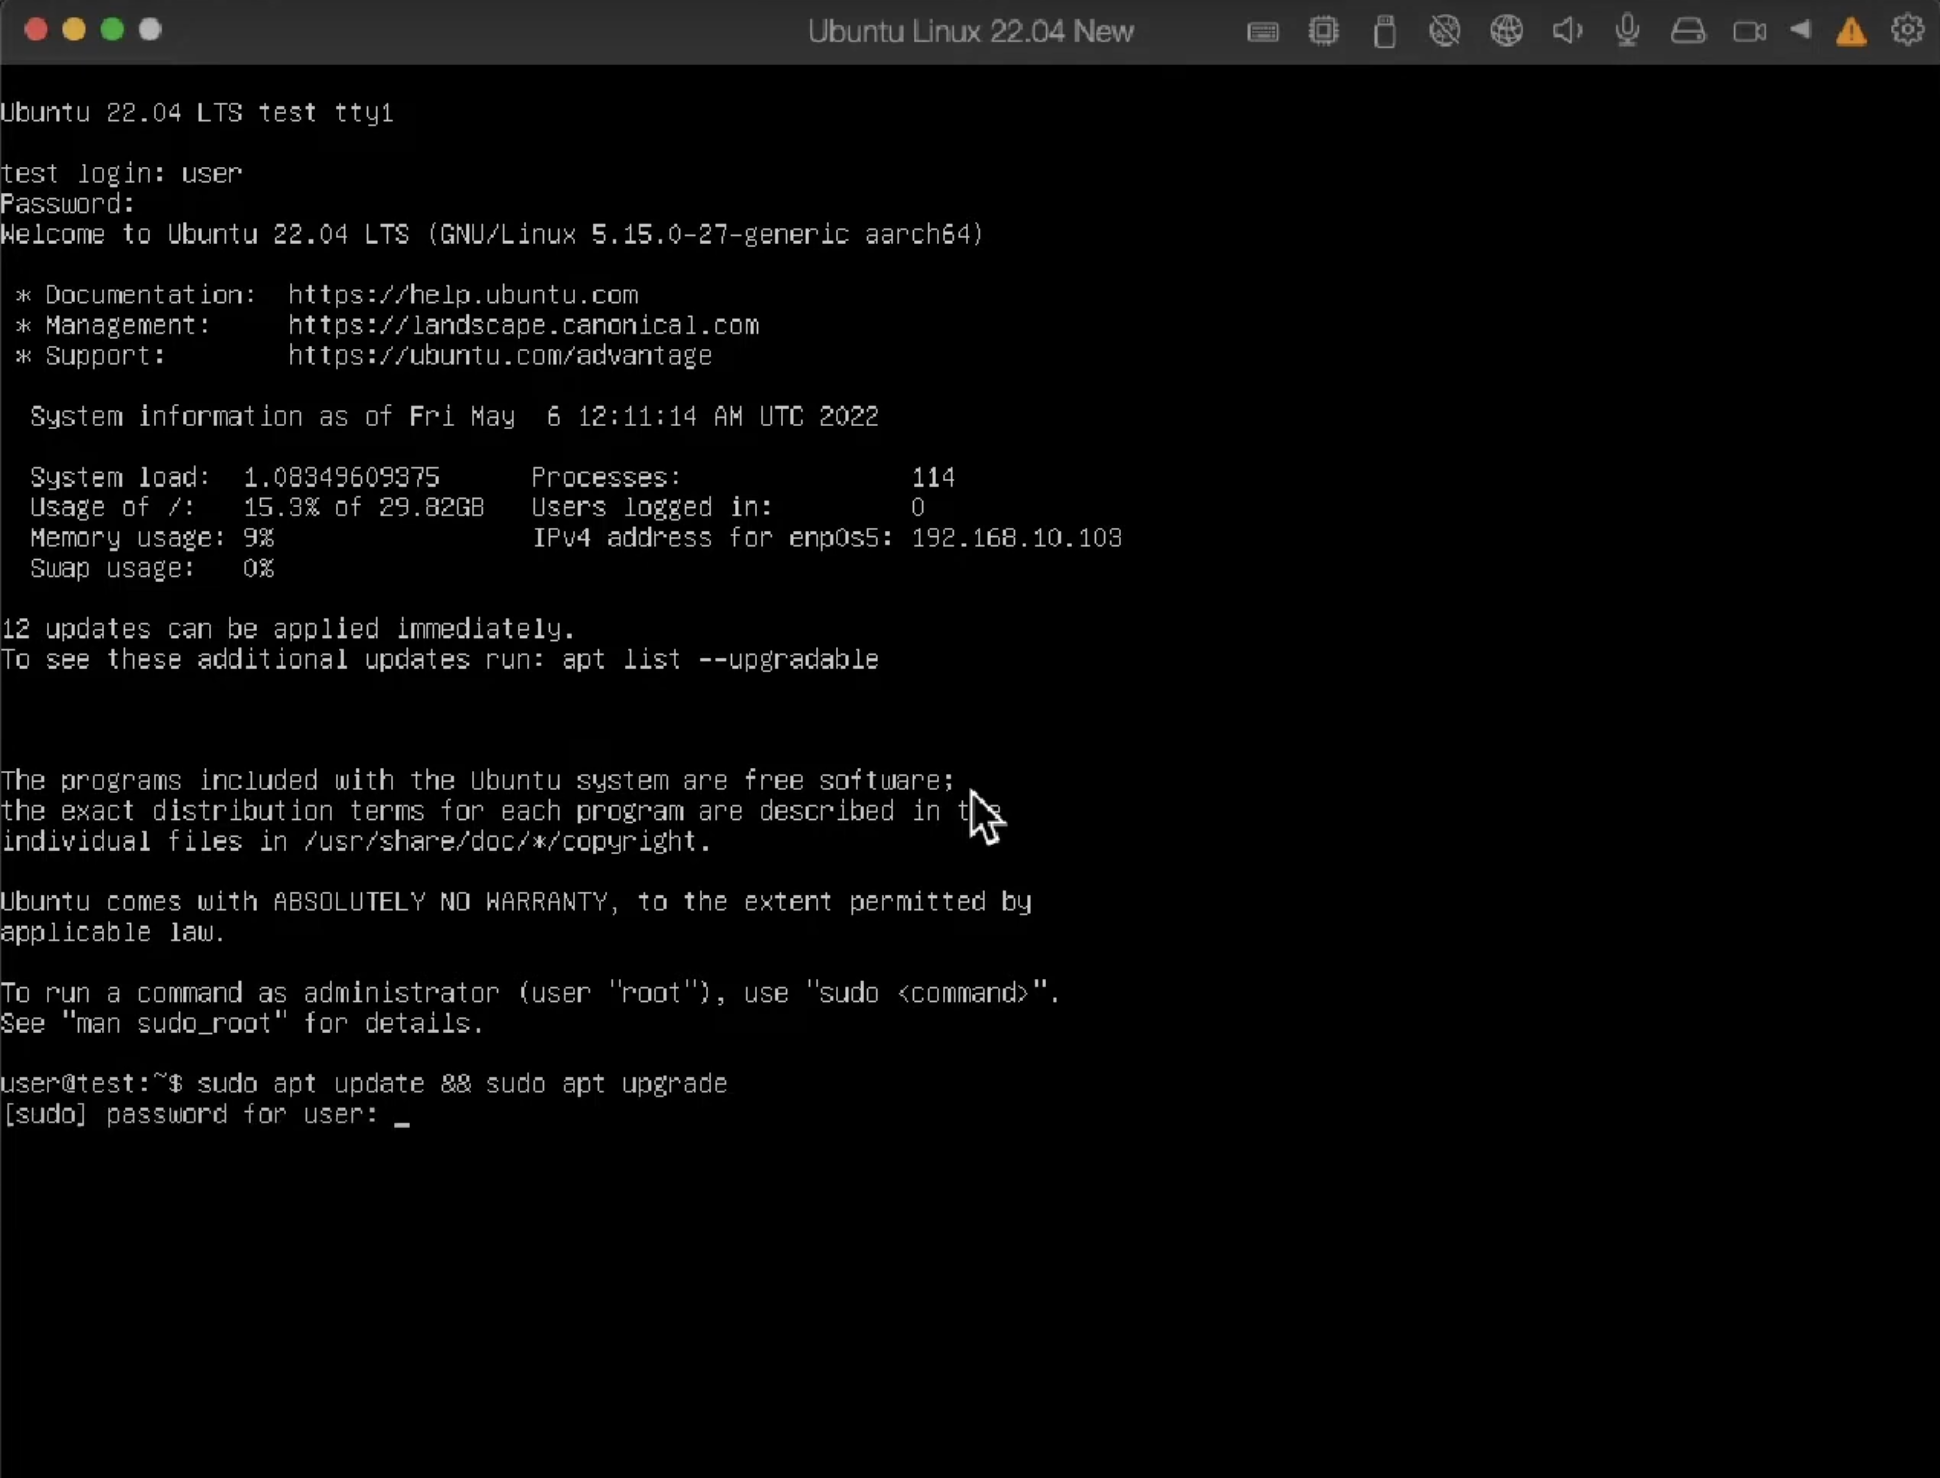 Ubuntu Linux 22.04 New
Ubuntu 22.04 LTS test tty1
test login: user
Password:
Welcome to Ubuntu 22.04 LTS (GNU/Linux 5.15.0-27-generic aarch64)
* Documentation:  https://help.ubuntu.com
* Management:     https://landscape.canonical.com
* Support:        https://ubuntu.com/advantage
System information as of Fri May  6 12:11:14 AM UTC 2022
System load:  1.08349609375      Processes:               114
Usage of /:   15.3% of 29.82GB   Users logged in:         0
Memory usage: 9%                 IPv4 address for enp0s5: 192.168.10.103
Swap usage:   0%
12 updates can be applied immediately.
To see these additional updates run: apt list --upgradable
The programs included with the Ubuntu system are free software;
the exact distribution terms for each program are described in the
individual files in /usr/share/doc/*/copyright.
Ubuntu comes with ABSOLUTELY NO WARRANTY, to the extent permitted by
applicable law.
To run a command as administrator (user "root"), use "sudo <command>".
See "man sudo_root" for details.
user@test:~$ sudo apt update && sudo apt upgrade
[sudo] password for user: _